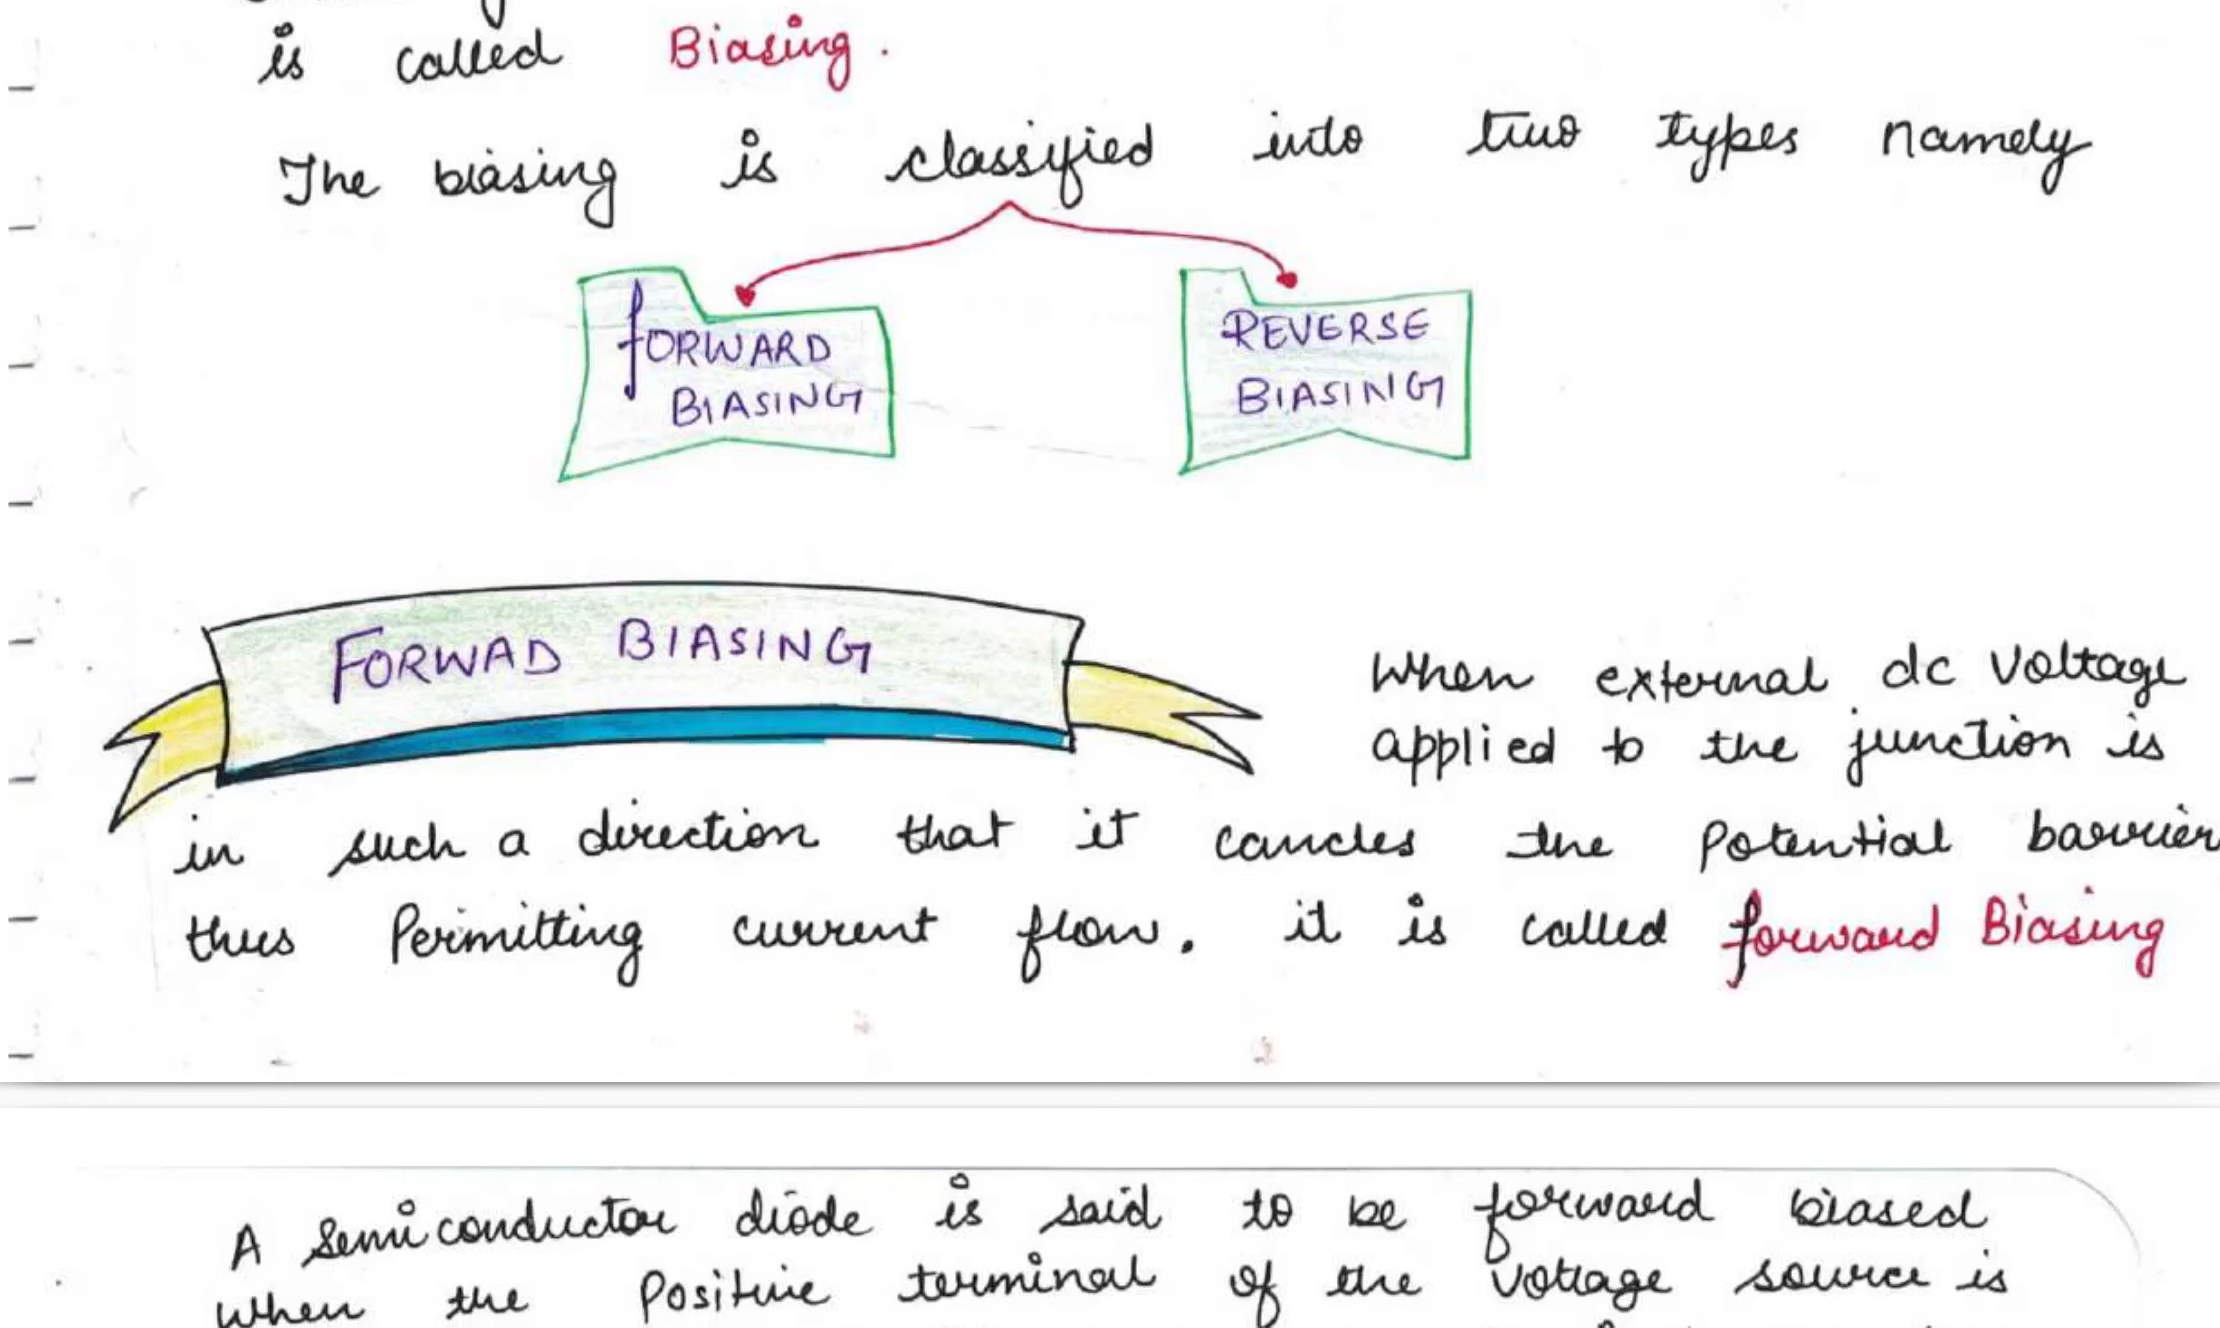 is called Biasing.
The biasing is classified into two types namely
FORWARD
BIASING
REVERSE
BIASING
FORWAD BIASING
When external dc voltage
applied to the junction is
in such a direction that it cancles the Potential barrier
thus Permitting current flow. it is called forward Biasing
A Semiconductor diode is said to be forward biased
When the Positive terminal of the Voltage source is